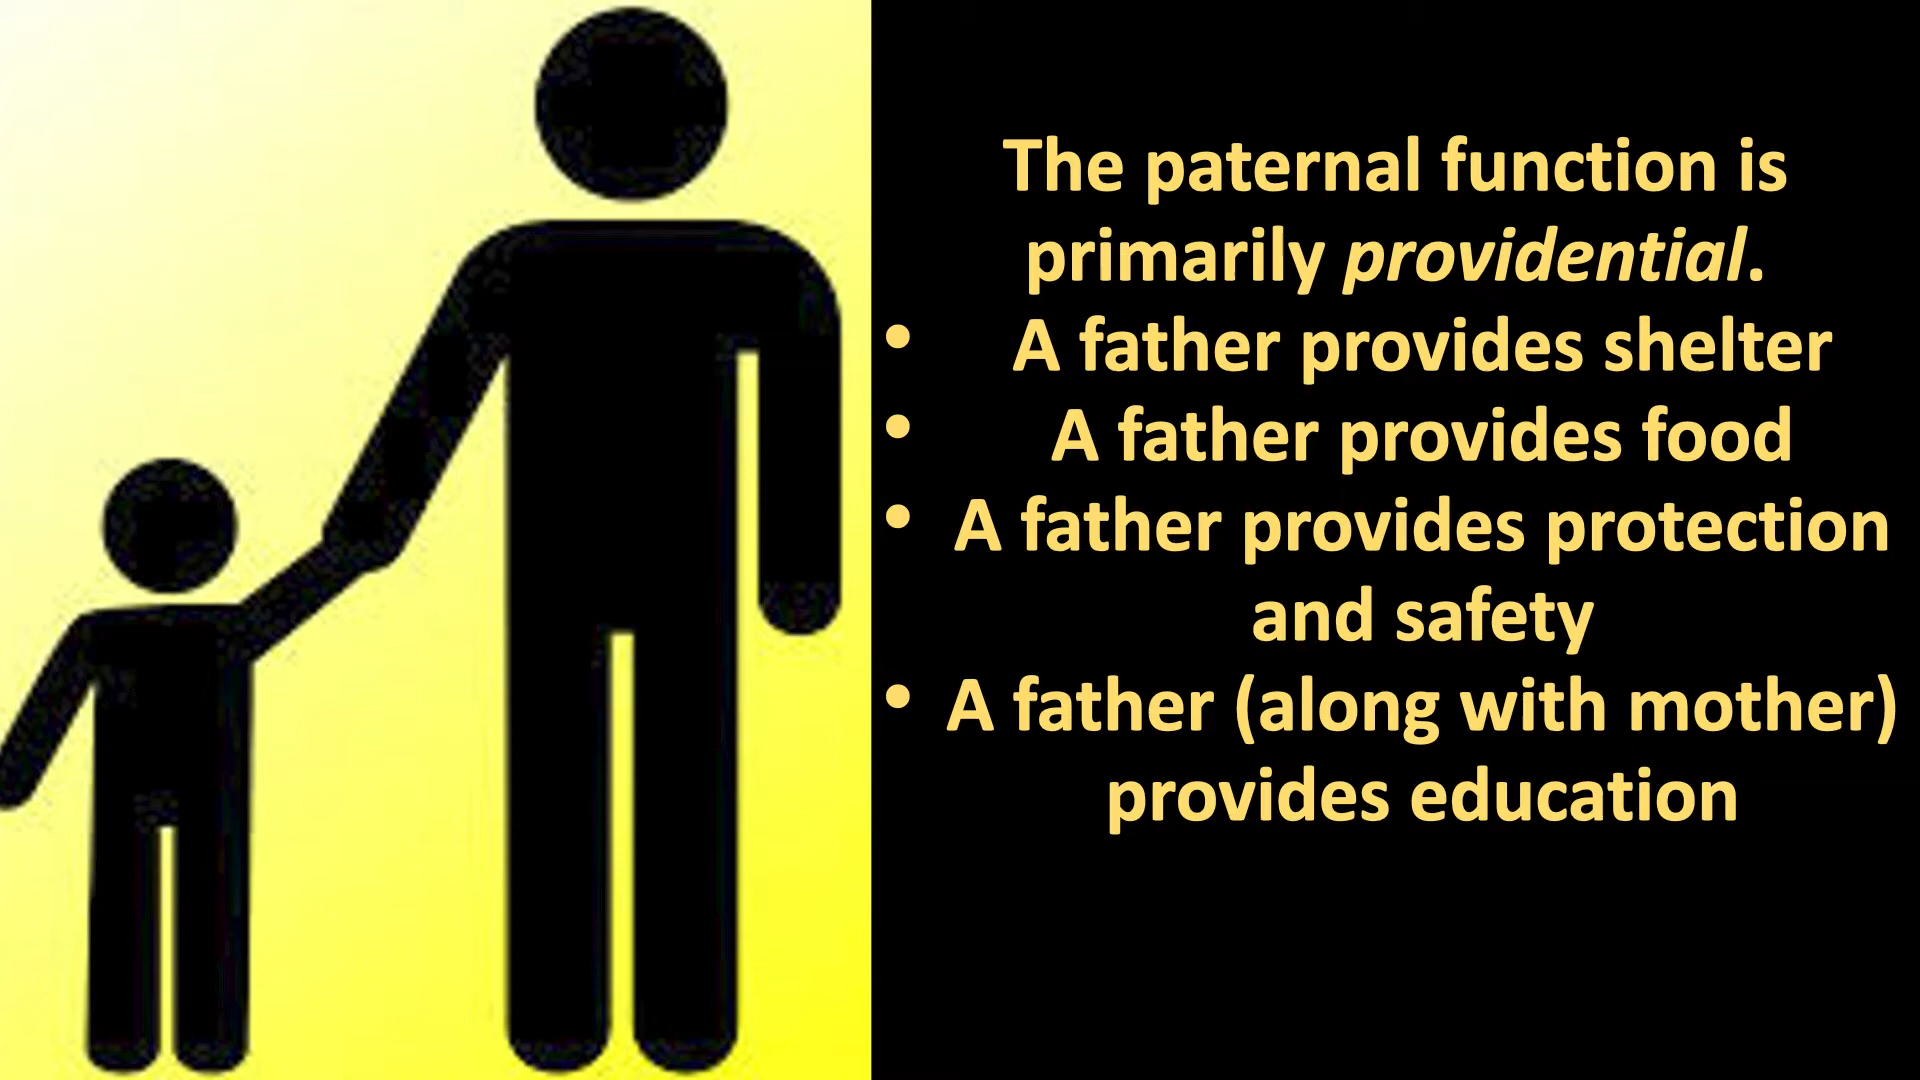 The paternal function is
primarily providential.
• A father provides shelter
• A father provides food
• A father provides protection
and safety
• A father (along with mother)
provides education